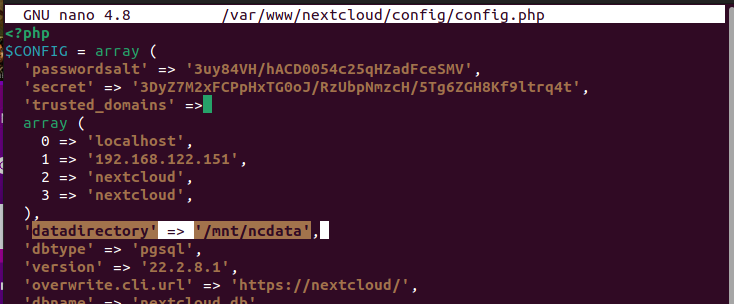 GNU nano 4.8 /var/www/nextcloud/config/config.php
<?php
$CONFIG = array (
'passwordsalt' => '3uy84VH/hACD0054c25qHZadFceSMV',
'secret' => '3DyZ7M2xFCPpHxTG0oJ/RzUbpNmzcH/5Tg6ZGH8Kf9ltrq4t',
'trusted_domains' =>
array (
0 => 'localhost',
1 => '192.168.122.151',
2 => 'nextcloud',
3 => 'nextcloud',
),
'datadirectory' => '/mnt/ncdata',
'dbtype' => 'pgsql',
'version' => '22.2.8.1',
'overwrite.cli.url' => 'https://nextcloud/',
'dbname' => 'nextcloud_db'